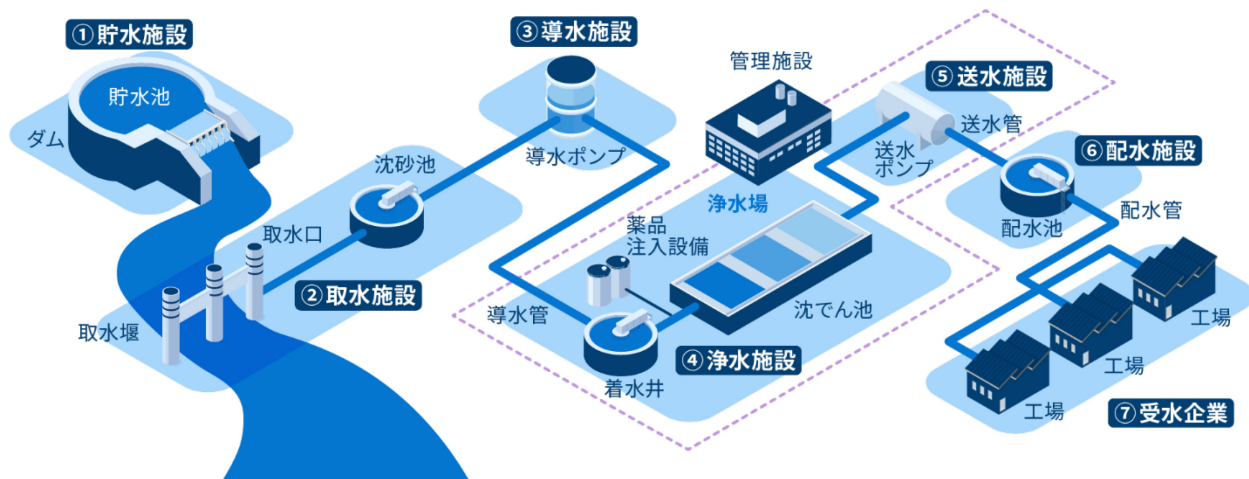 ①貯水施設
貯水池
ダム
取水堰
取水口
②取水施設
沈砂池
③導水施設
導水ポンプ
導水管
管理施設
浄水場
薬品
注入設備
着水井
④浄水施設
沈でん池
⑤送水施設
送水
ポンプ
送水管
⑥配水施設
配水池
配水管
工場
工場
工場
⑦受水企業